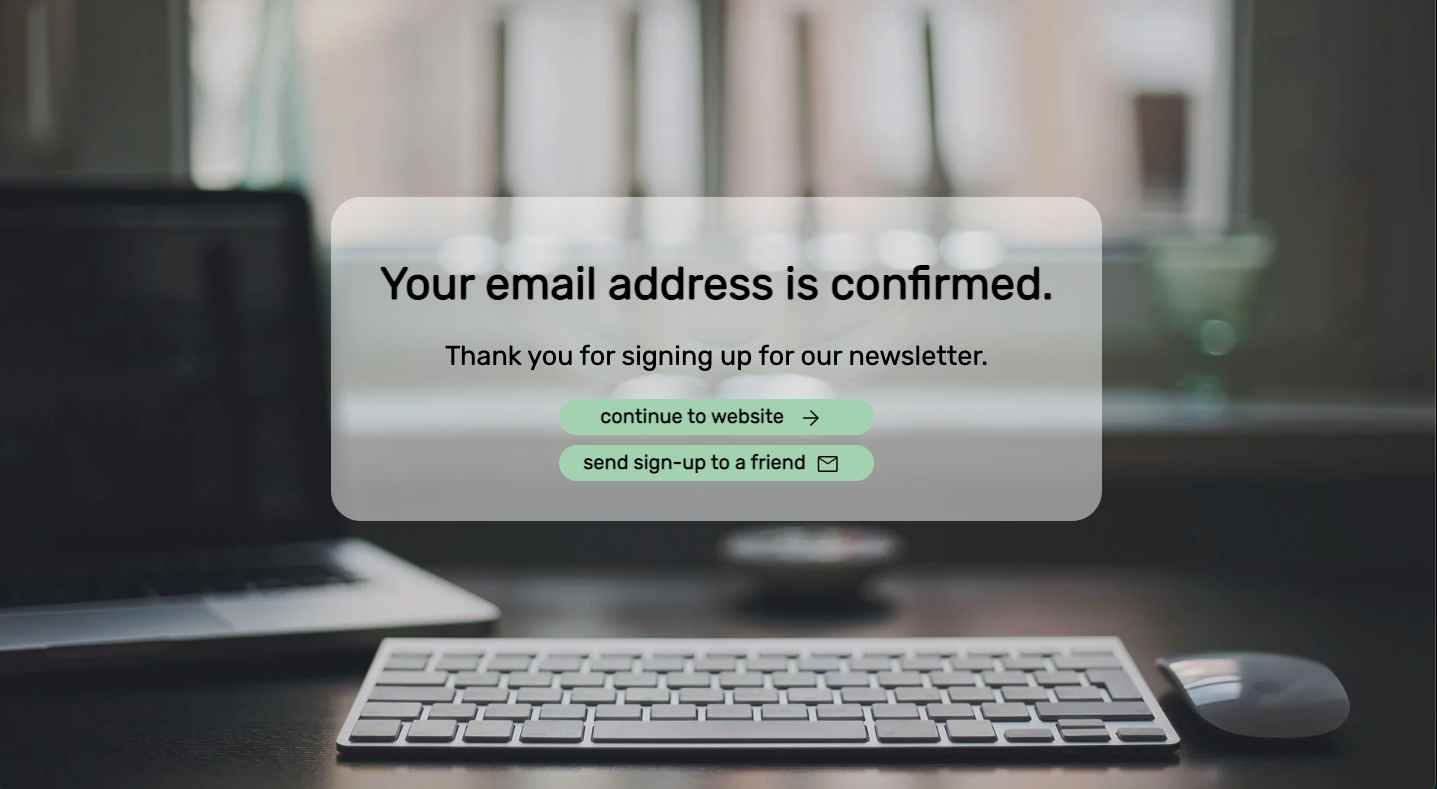 Your email address is confirmed.
Thank you for signing up for our newsletter.
continue to website
send sign-up to a friend